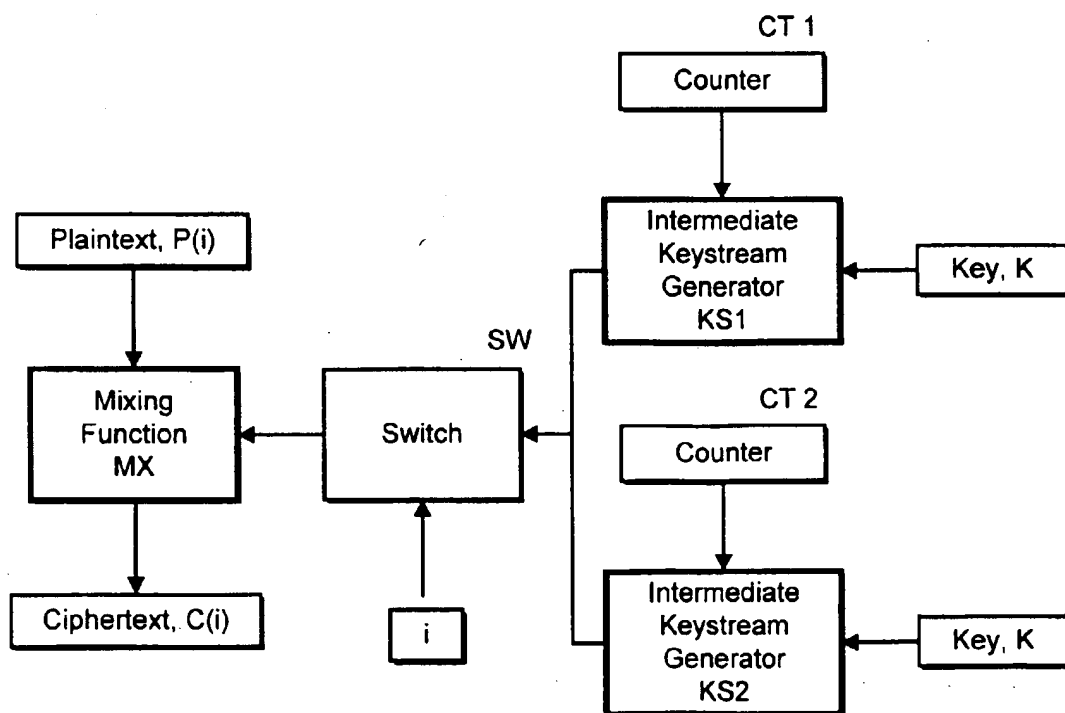 CT 1
Counter
Plaintext, P(i)
Intermediate
Keystream
Generator
KS1
Key, K
SW
Mixing
Function
MX
Switch
CT 2
Counter
Ciphertext, C(i)
i
Intermediate
Keystream
Generator
KS2
Key, K